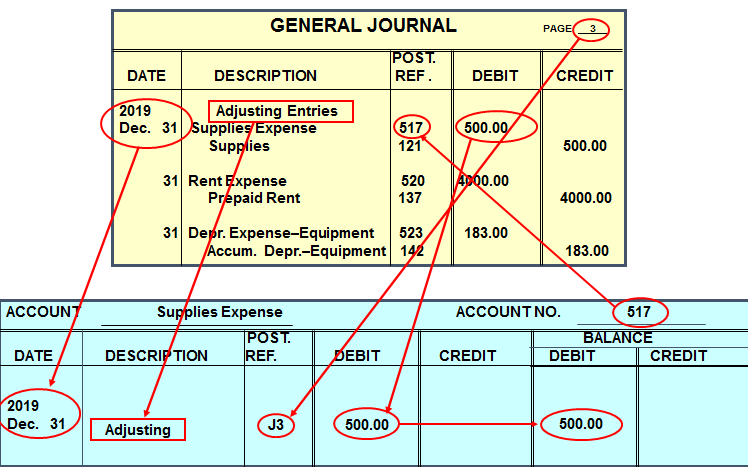 GENERAL JOURNAL PAGE 3
POST.
DATE DESCRIPTION REF. DEBIT CREDIT
2019 Adjusting Entries
Dec. 31 Supplies Expense 517 500.00
Supplies 121 500.00
31 Rent Expense 520 4000.00
Prepaid Rent 137 4000.00
31 Depr. Expense–Equipment 523 183.00
Accum. Depr.–Equipment 142 183.00
ACCOUNT Supplies Expense ACCOUNT NO. 517
POST. BALANCE
DATE DESCRIPTION REF. DEBIT CREDIT DEBIT CREDIT
2019
Dec. 31 Adjusting J3 500.00 500.00